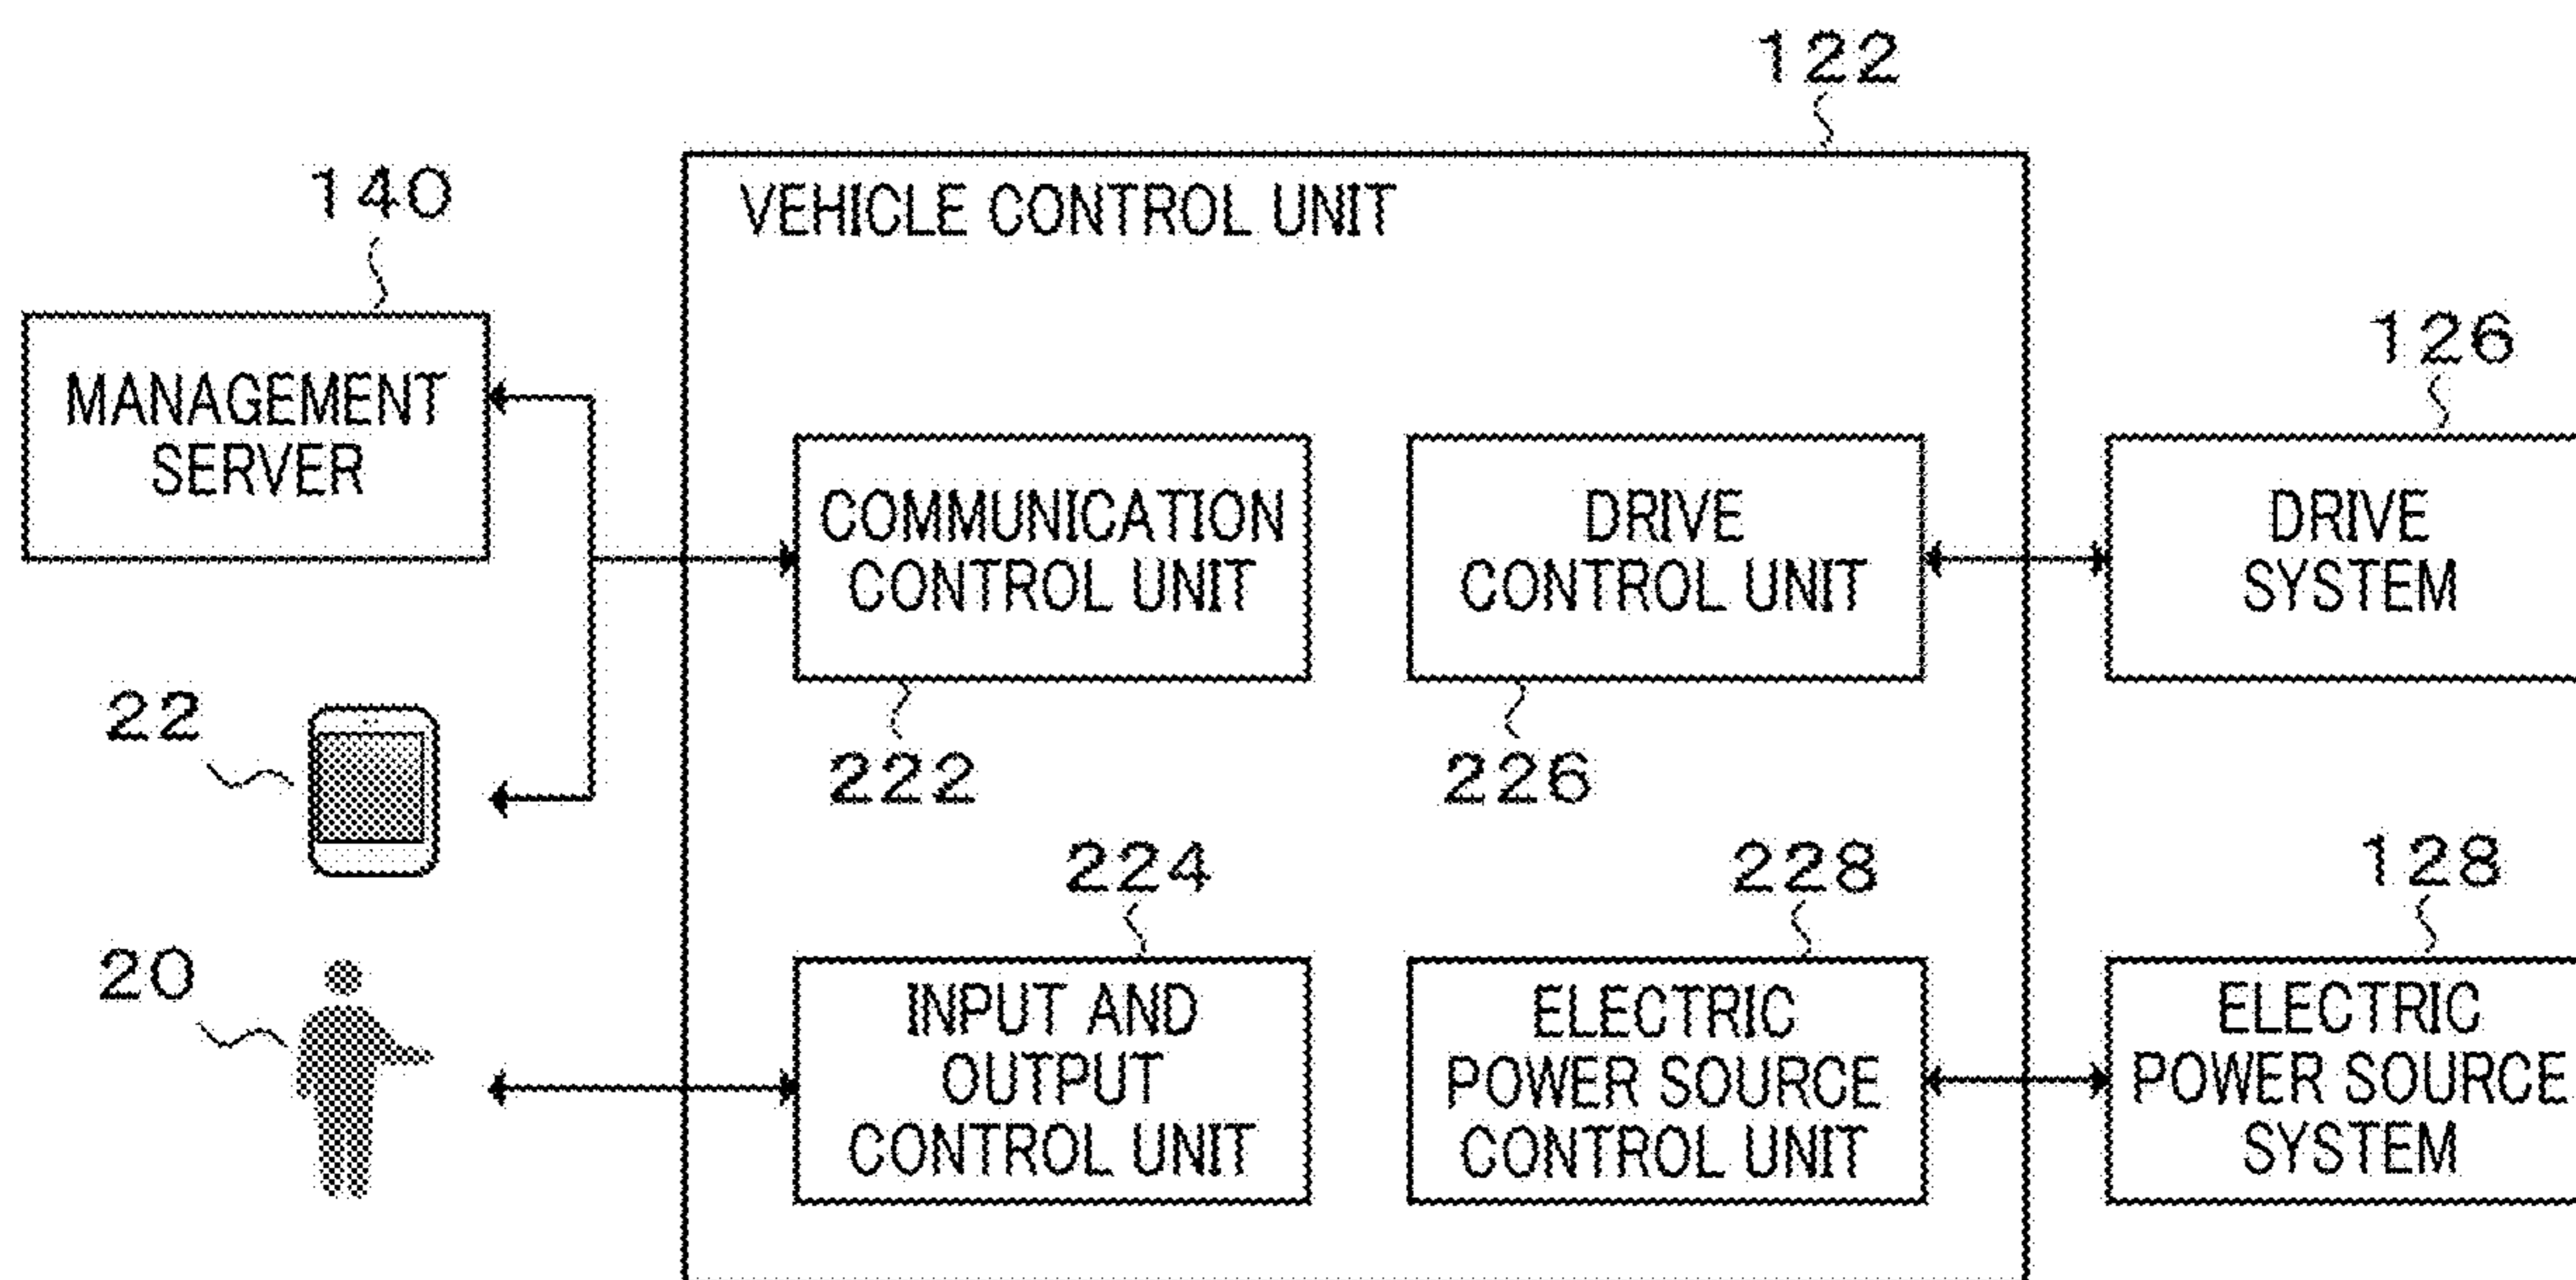 122
VEHICLE CONTROL UNIT
140
MANAGEMENT
SERVER
126
COMMUNICATION
CONTROL UNIT
222
DRIVE
CONTROL UNIT
226
DRIVE
SYSTEM
22
20
224
INPUT AND
OUTPUT
CONTROL UNIT
228
ELECTRIC
POWER SOURCE
CONTROL UNIT
128
ELECTRIC
POWER SOURCE
SYSTEM